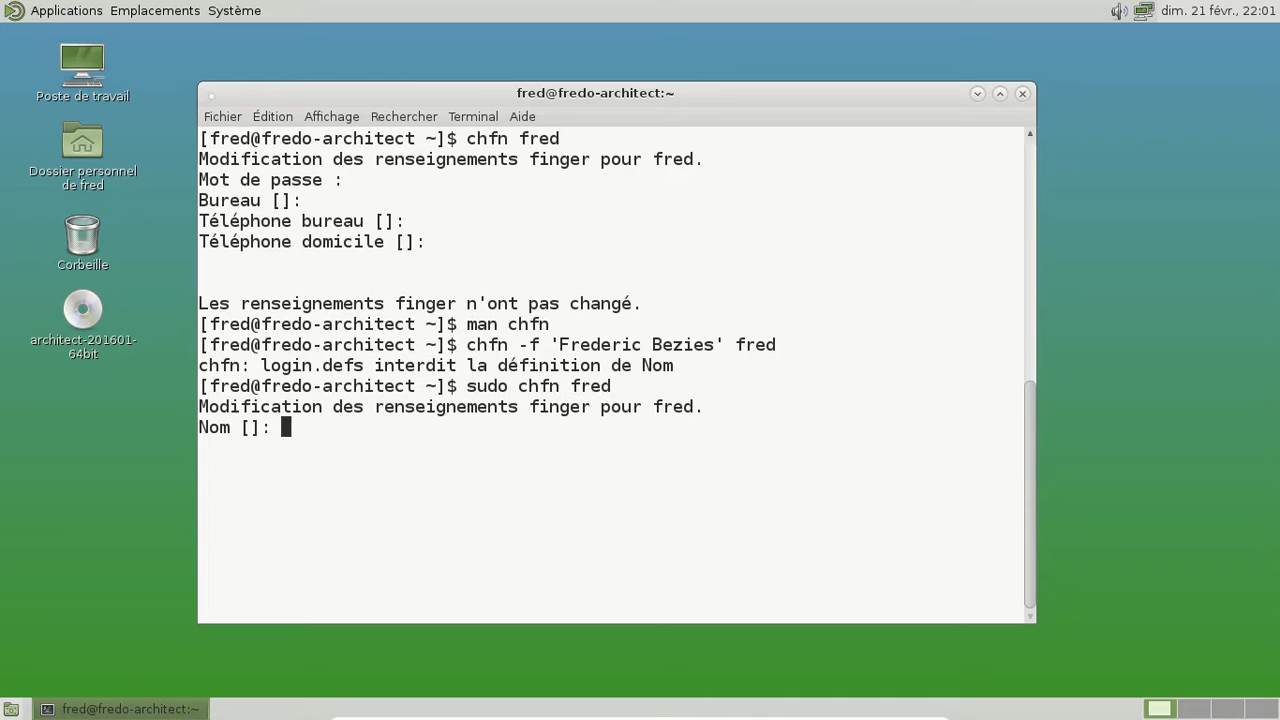 Applications Emplacements Système
dim. 21 févr., 22:01
Poste de travail
Dossier personnel
de fred
Corbeille
architect-201601-
64bit
fred@fredo-architect:~
Fichier Édition Affichage Rechercher Terminal Aide
[fred@fredo-architect ~]$ chfn fred
Modification des renseignements finger pour fred.
Mot de passe :
Bureau []:
Téléphone bureau []:
Téléphone domicile []:
Les renseignements finger n'ont pas changé.
[fred@fredo-architect ~]$ man chfn
[fred@fredo-architect ~]$ chfn -f 'Frederic Bezies' fred
chfn: login.defs interdit la définition de Nom
[fred@fredo-architect ~]$ sudo chfn fred
Modification des renseignements finger pour fred.
Nom []:
fred@fredo-architect:~